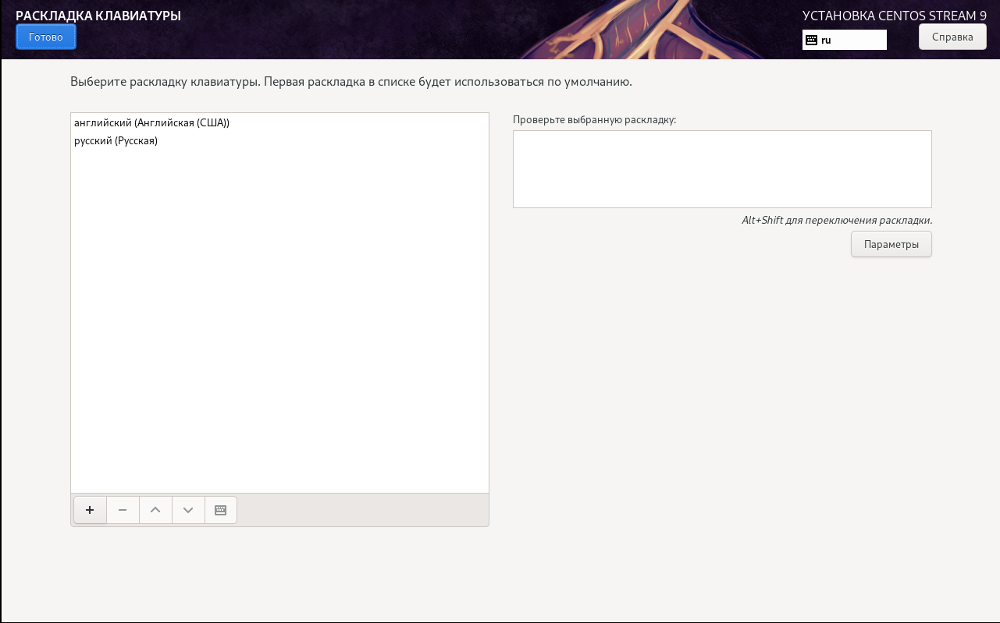 РАСКЛАДКА КЛАВИАТУРЫ
УСТАНОВКА CENTOS STREAM 9
Готово
ru
Справка
Выберите раскладку клавиатуры. Первая раскладка в списке будет использоваться по умолчанию.
английский (Английская (США))
русский (Русская)
Проверьте выбранную раскладку:
Alt+Shift для переключения раскладки.
Параметры